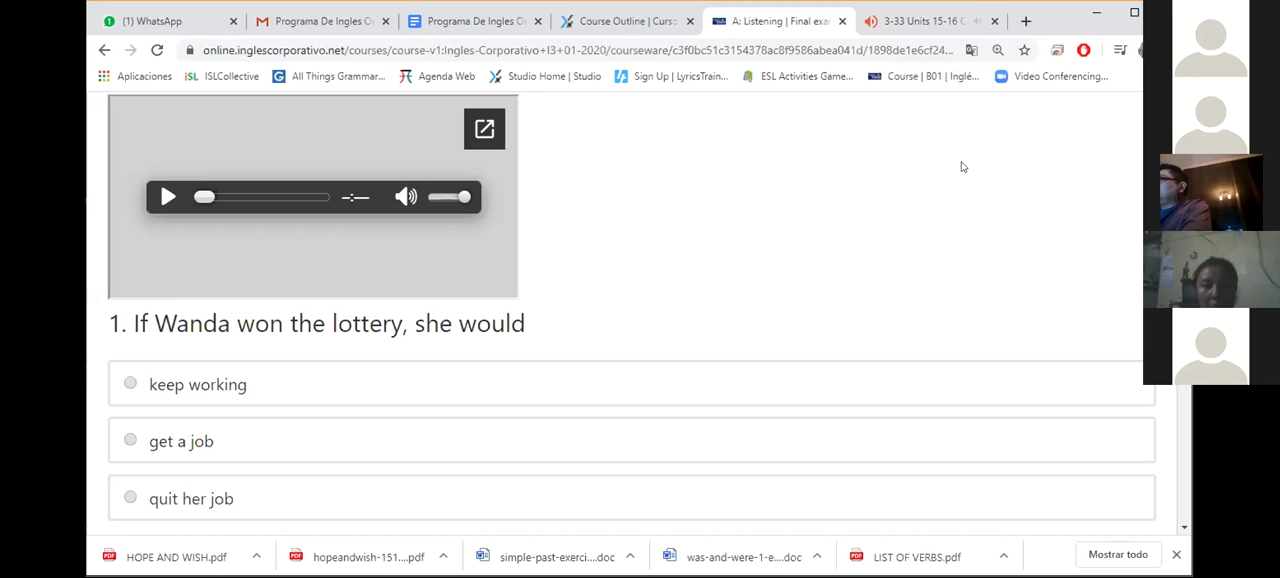 (1) WhatsApp
Programa De Ingles O
Programa De Ingles O
Course Outline | Curso
A: Listening | Final exa
3-33 Units 15-16 C
online.inglescorporativo.net/courses/course-v1:Ingles-Corporativo+I3+01-2020/courseware/c3f0bc51c3154378ac8f9586abea041d/1898de1e6cf24...
Aplicaciones
iSL ISLCollective
G All Things Grammar...
Agenda Web
Studio Home | Studio
Sign Up | LyricsTrain...
ESL Activities Game...
Course | B01 | Inglé...
Video Conferencing...
-:--
1. If Wanda won the lottery, she would
keep working
get a job
quit her job
HOPE AND WISH.pdf
hopeandwish-151....pdf
simple-past-exerci....doc
was-and-were-1-e....doc
LIST OF VERBS.pdf
Mostrar todo